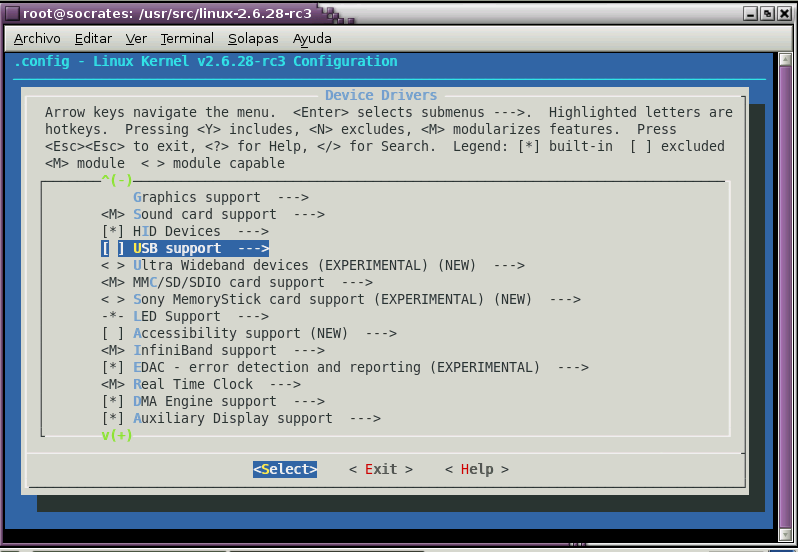 root@socrates: /usr/src/linux-2.6.28-rc3
Archivo Editar Ver Terminal Solapas Ayuda
.config - Linux Kernel v2.6.28-rc3 Configuration
Device Drivers
Arrow keys navigate the menu.  <Enter> selects submenus --->.  Highlighted letters are
hotkeys.  Pressing <Y> includes, <N> excludes, <M> modularizes features.  Press
<Esc><Esc> to exit, <?> for Help, </> for Search.  Legend: [*] built-in  [ ] excluded
<M> module  < > module capable
^(-)
Graphics support  --->
<M> Sound card support  --->
[*] HID Devices  --->
[ ] USB support  --->
< > Ultra Wideband devices (EXPERIMENTAL) (NEW)  --->
<M> MMC/SD/SDIO card support  --->
< > Sony MemoryStick card support (EXPERIMENTAL) (NEW)  --->
-*- LED Support  --->
[ ] Accessibility support (NEW)  --->
<M> InfiniBand support  --->
[*] EDAC - error detection and reporting (EXPERIMENTAL)  --->
<M> Real Time Clock  --->
[*] DMA Engine support  --->
[*] Auxiliary Display support  --->
v(+)
<Select>    < Exit >    < Help >